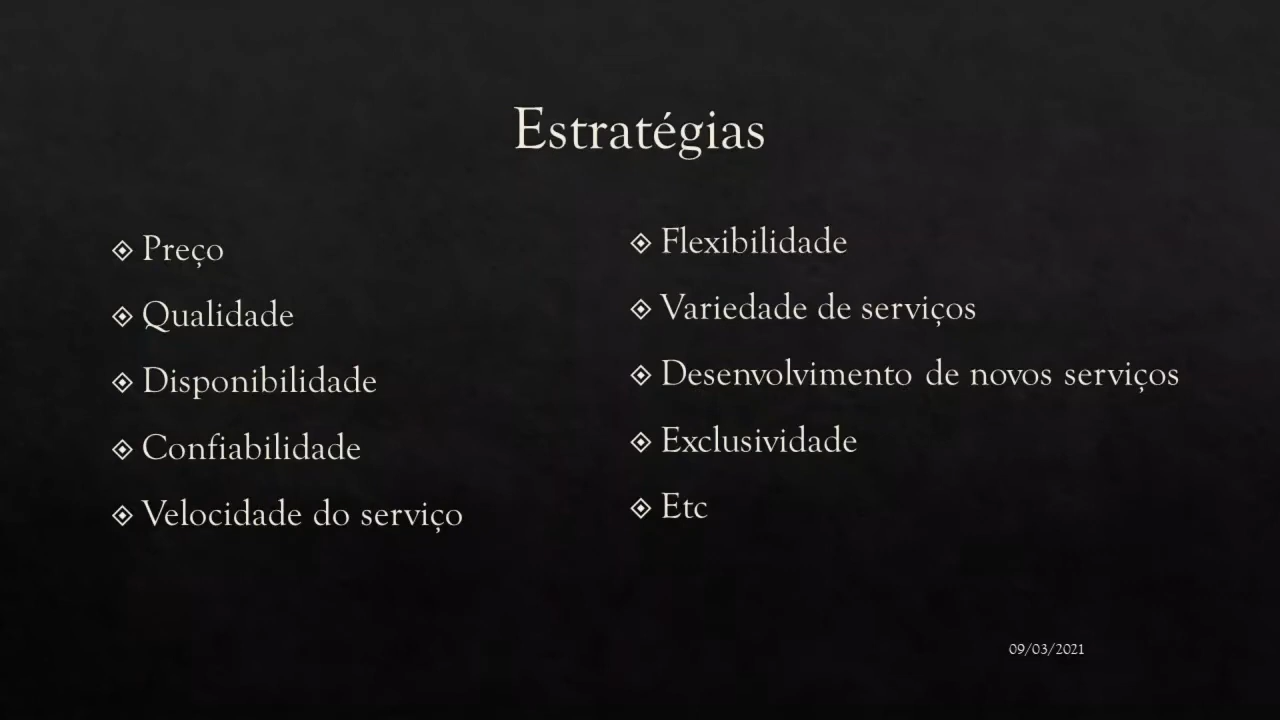 Estratégias
Preço
Qualidade
Disponibilidade
Confiabilidade
Velocidade do serviço
Flexibilidade
Variedade de serviços
Desenvolvimento de novos serviços
Exclusividade
Etc
09/03/2021